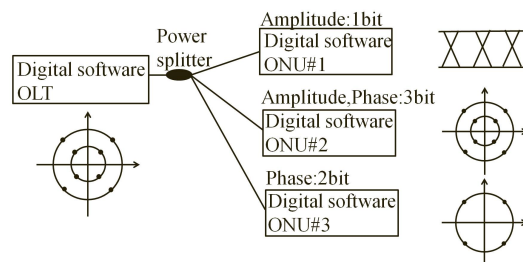 Amplitude:1bit
Power
splitter
Digital software
ONU#1
Digital software
OLT
Amplitude,Phase:3bit
Digital software
ONU#2
Phase:2bit
Digital software
ONU#3